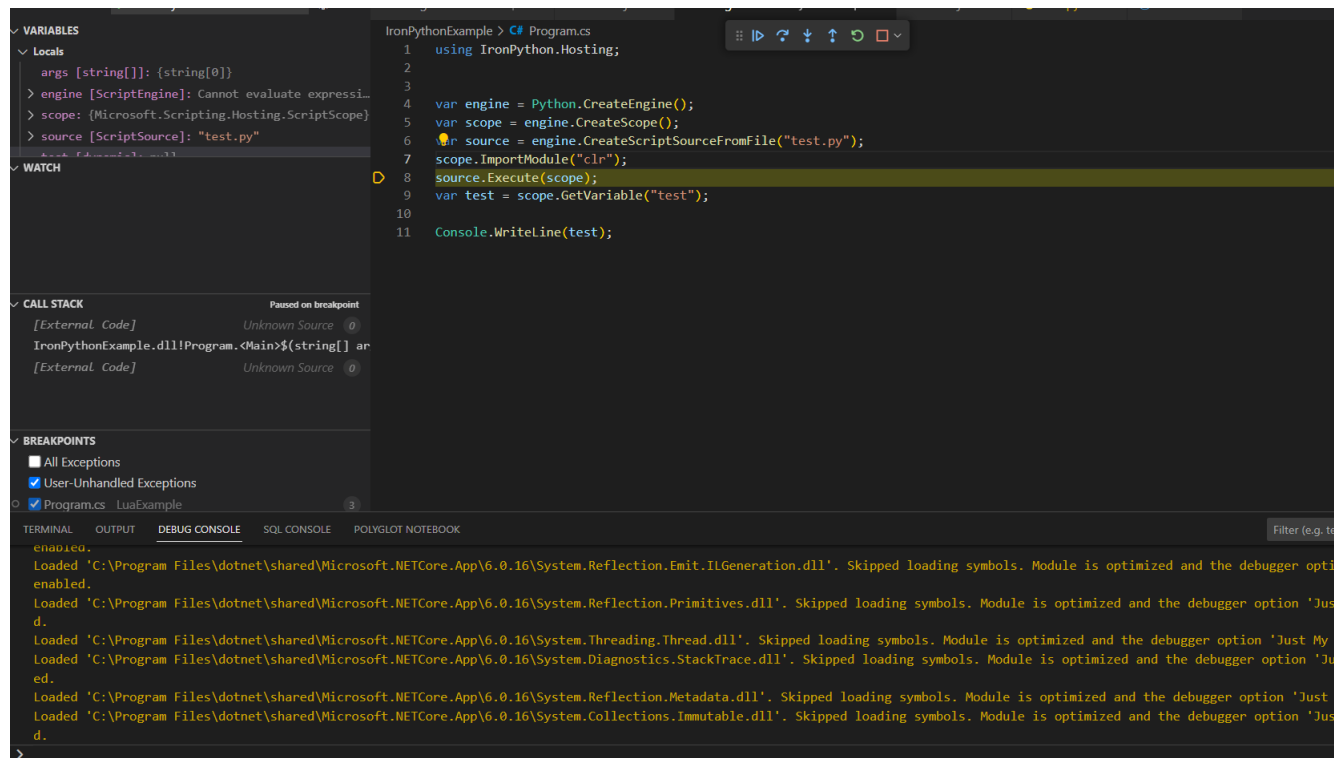 VARIABLES
Locals
args [string[]]: {string[0]}
engine [ScriptEngine]: Cannot evaluate expressi…
scope: {Microsoft.Scripting.Hosting.ScriptScope}
source [ScriptSource]: "test.py"
WATCH
CALL STACK
Paused on breakpoint
[External Code] Unknown Source 0
IronPythonExample.dll!Program.<Main>$(string[] ar
[External Code] Unknown Source 0
BREAKPOINTS
All Exceptions
User-Unhandled Exceptions
Program.cs LuaExample 3
IronPythonExample > C# Program.cs
1 using IronPython.Hosting;
2
3
4 var engine = Python.CreateEngine();
5 var scope = engine.CreateScope();
6 var source = engine.CreateScriptSourceFromFile("test.py");
7 scope.ImportModule("clr");
8 source.Execute(scope);
9 var test = scope.GetVariable("test");
10
11 Console.WriteLine(test);
TERMINAL OUTPUT DEBUG CONSOLE SQL CONSOLE POLYGLOT NOTEBOOK
Filter (e.g. te
enabled.
Loaded 'C:\Program Files\dotnet\shared\Microsoft.NETCore.App\6.0.16\System.Reflection.Emit.ILGeneration.dll'. Skipped loading symbols. Module is optimized and the debugger opti
enabled.
Loaded 'C:\Program Files\dotnet\shared\Microsoft.NETCore.App\6.0.16\System.Reflection.Primitives.dll'. Skipped loading symbols. Module is optimized and the debugger option 'Jus
d.
Loaded 'C:\Program Files\dotnet\shared\Microsoft.NETCore.App\6.0.16\System.Threading.Thread.dll'. Skipped loading symbols. Module is optimized and the debugger option 'Just My
Loaded 'C:\Program Files\dotnet\shared\Microsoft.NETCore.App\6.0.16\System.Diagnostics.StackTrace.dll'. Skipped loading symbols. Module is optimized and the debugger option 'Ju
ed.
Loaded 'C:\Program Files\dotnet\shared\Microsoft.NETCore.App\6.0.16\System.Reflection.Metadata.dll'. Skipped loading symbols. Module is optimized and the debugger option 'Just
Loaded 'C:\Program Files\dotnet\shared\Microsoft.NETCore.App\6.0.16\System.Collections.Immutable.dll'. Skipped loading symbols. Module is optimized and the debugger option 'Jus
d.